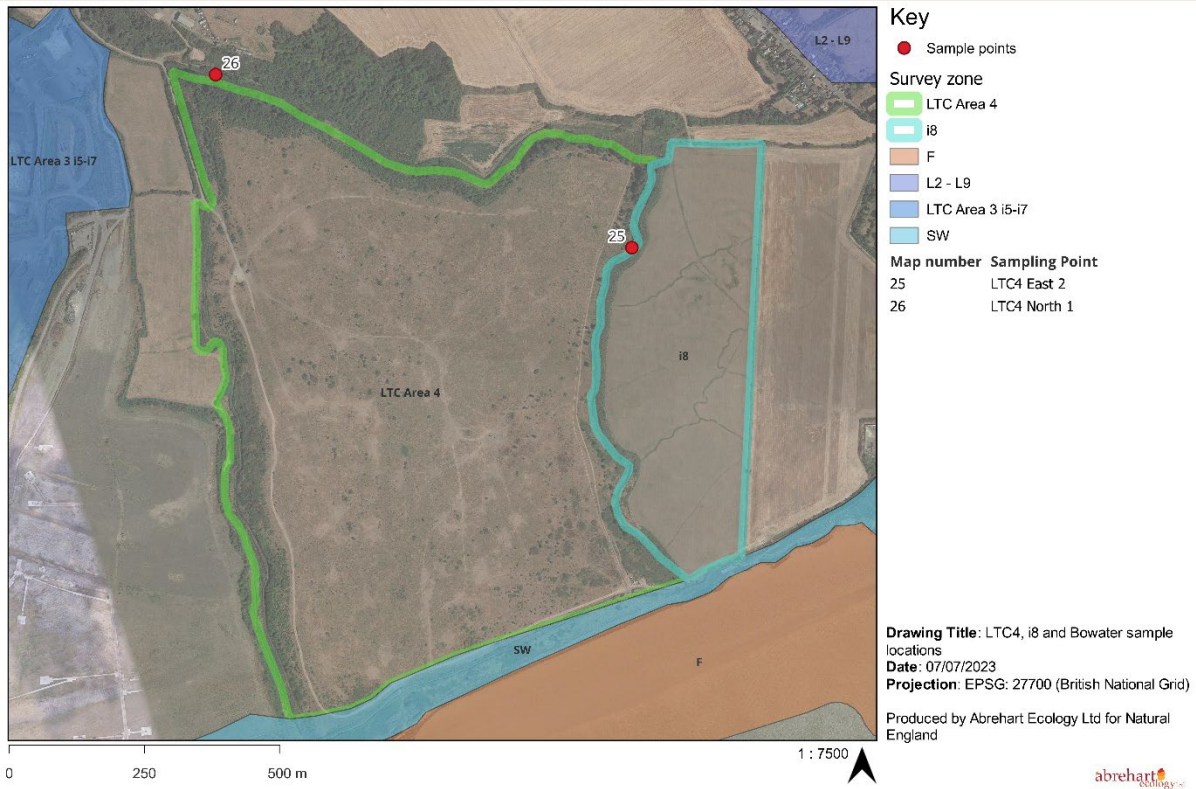 Key
Sample points
Survey zone
LTC Area 4
i8
F
L2 - L9
LTC Area 3 i5-i7
SW
Map number Sampling Point
25 LTC4 East 2
26 LTC4 North 1
26
L2 - L9
LTC Area 3 i5-i7
25
i8
LTC Area 4
SW
F
Drawing Title: LTC4, i8 and Bowater sample
locations
Date: 07/07/2023
Projection: EPSG: 27700 (British National Grid)
Produced by Abrehart Ecology Ltd for Natural
England
0 250 500 m
1 : 7500
abrehart
ecology